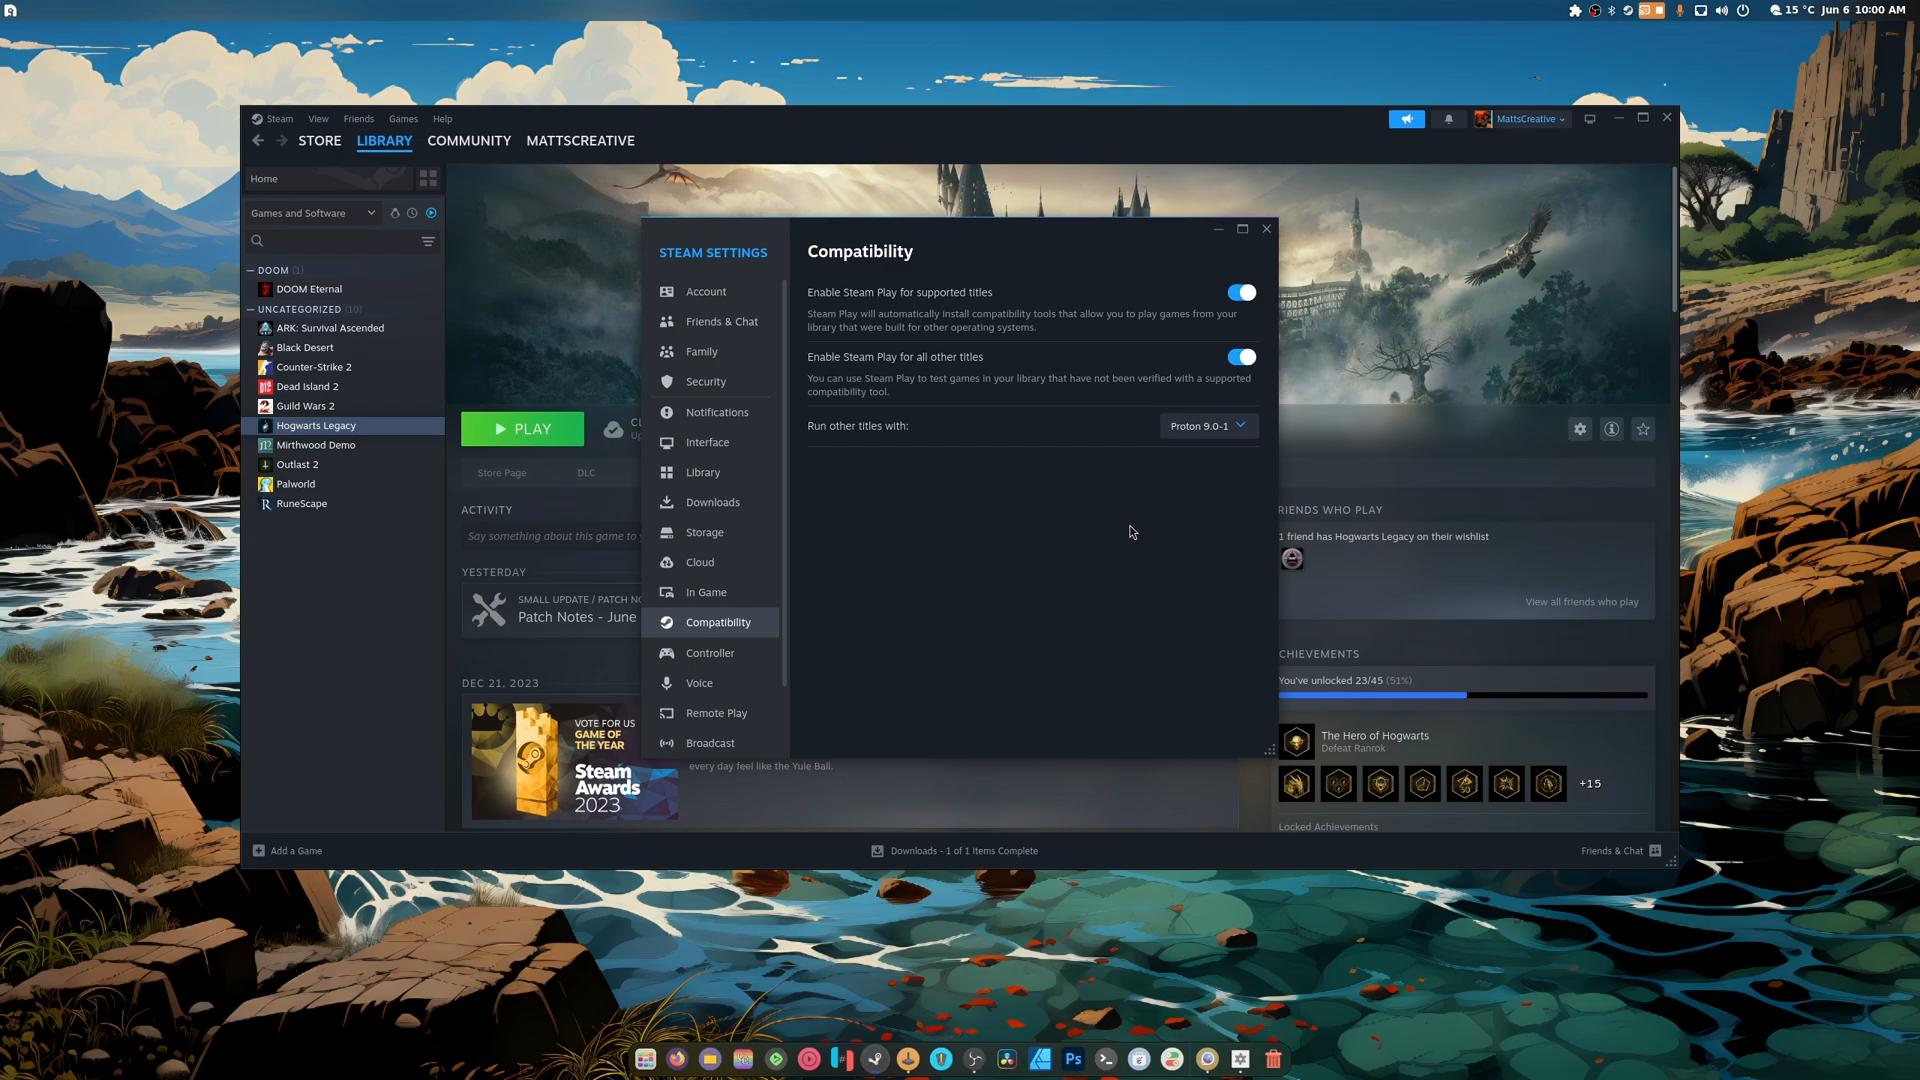 15 °C Jun 6 10:00 AM
Steam View Friends Games Help
MattsCreative
STORE LIBRARY COMMUNITY MATTSCREATIVE
Home
Games and Software
DOOM (1)
DOOM Eternal
UNCATEGORIZED (10)
ARK: Survival Ascended
Black Desert
Counter-Strike 2
Dead Island 2
Guild Wars 2
Hogwarts Legacy
Mirthwood Demo
Outlast 2
Palworld
RuneScape
PLAY
Store Page DLC
ACTIVITY
Say something about this game to
YESTERDAY
SMALL UPDATE / PATCH
Patch Notes - June
DEC 21, 2023
VOTE FOR US
GAME OF
THE YEAR
Steam
Awards
2023
every day feel like the Yule Ball.
STEAM SETTINGS
Account
Friends & Chat
Family
Security
Notifications
Interface
Library
Downloads
Storage
Cloud
In Game
Compatibility
Controller
Voice
Remote Play
Broadcast
Compatibility
Enable Steam Play for supported titles
Steam Play will automatically install compatibility tools that allow you to play games from your
library that were built for other operating systems.
Enable Steam Play for all other titles
You can use Steam Play to test games in your library that have not been verified with a supported
compatibility tool.
Run other titles with: Proton 9.0-1
RIENDS WHO PLAY
1 friend has Hogwarts Legacy on their wishlist
View all friends who play
CHIEVEMENTS
You've unlocked 23/45 (51%)
The Hero of Hogwarts
Defeat Ranrok
50
+15
Locked Achievements
Add a Game
Downloads - 1 of 1 Items Complete
Friends & Chat
Ps